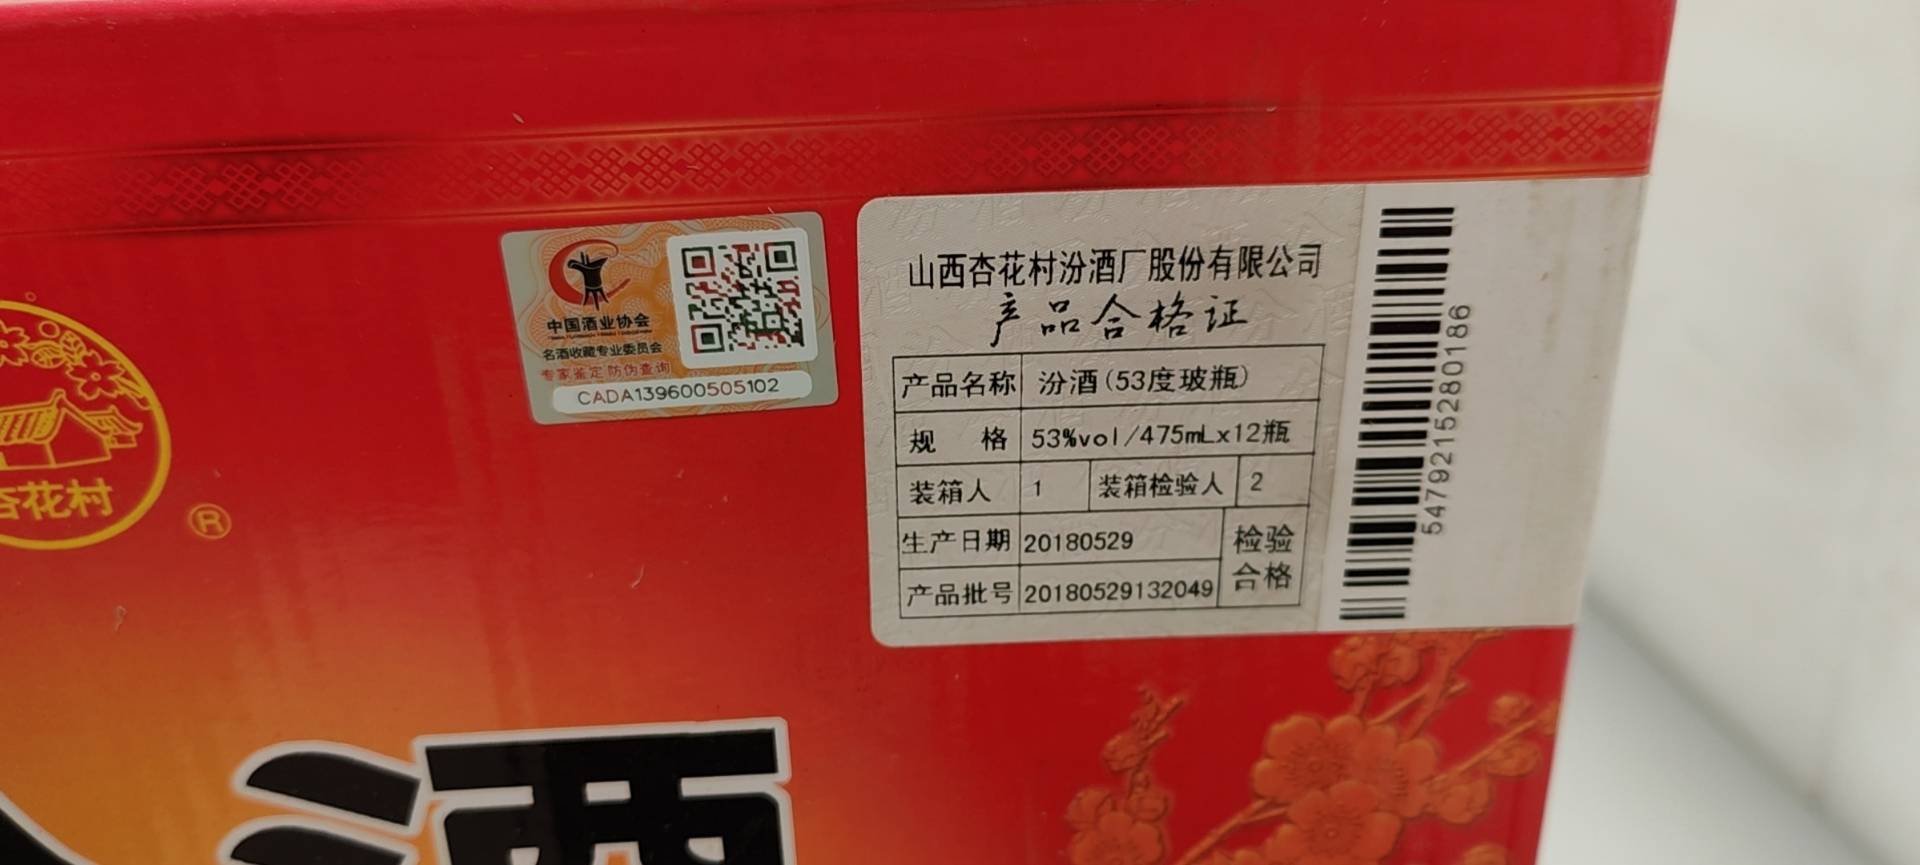 杏花村
®
中国酒业协会
名酒收藏专业委员会
专家鉴定 防伪查询
CADA139600505102
山西杏花村汾酒厂股份有限公司
产品合格证
产品名称 汾酒(53度玻瓶)
规 格 53%vol/475mLx12瓶
装箱人 1 装箱检验人 2
生产日期 20180529 检验
合格
产品批号 20180529132049
5479215280186
酒